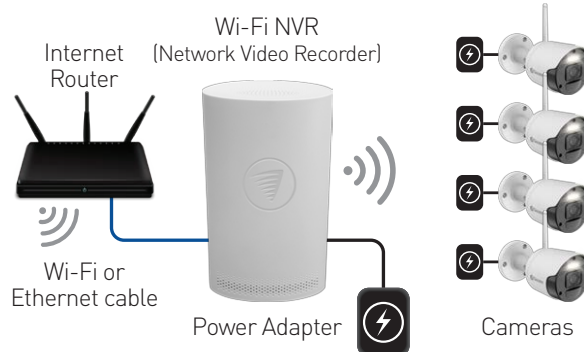 Wi-Fi NVR
(Network Video Recorder)
Internet
Router
Wi-Fi or
Ethernet cable
Power Adapter
Cameras